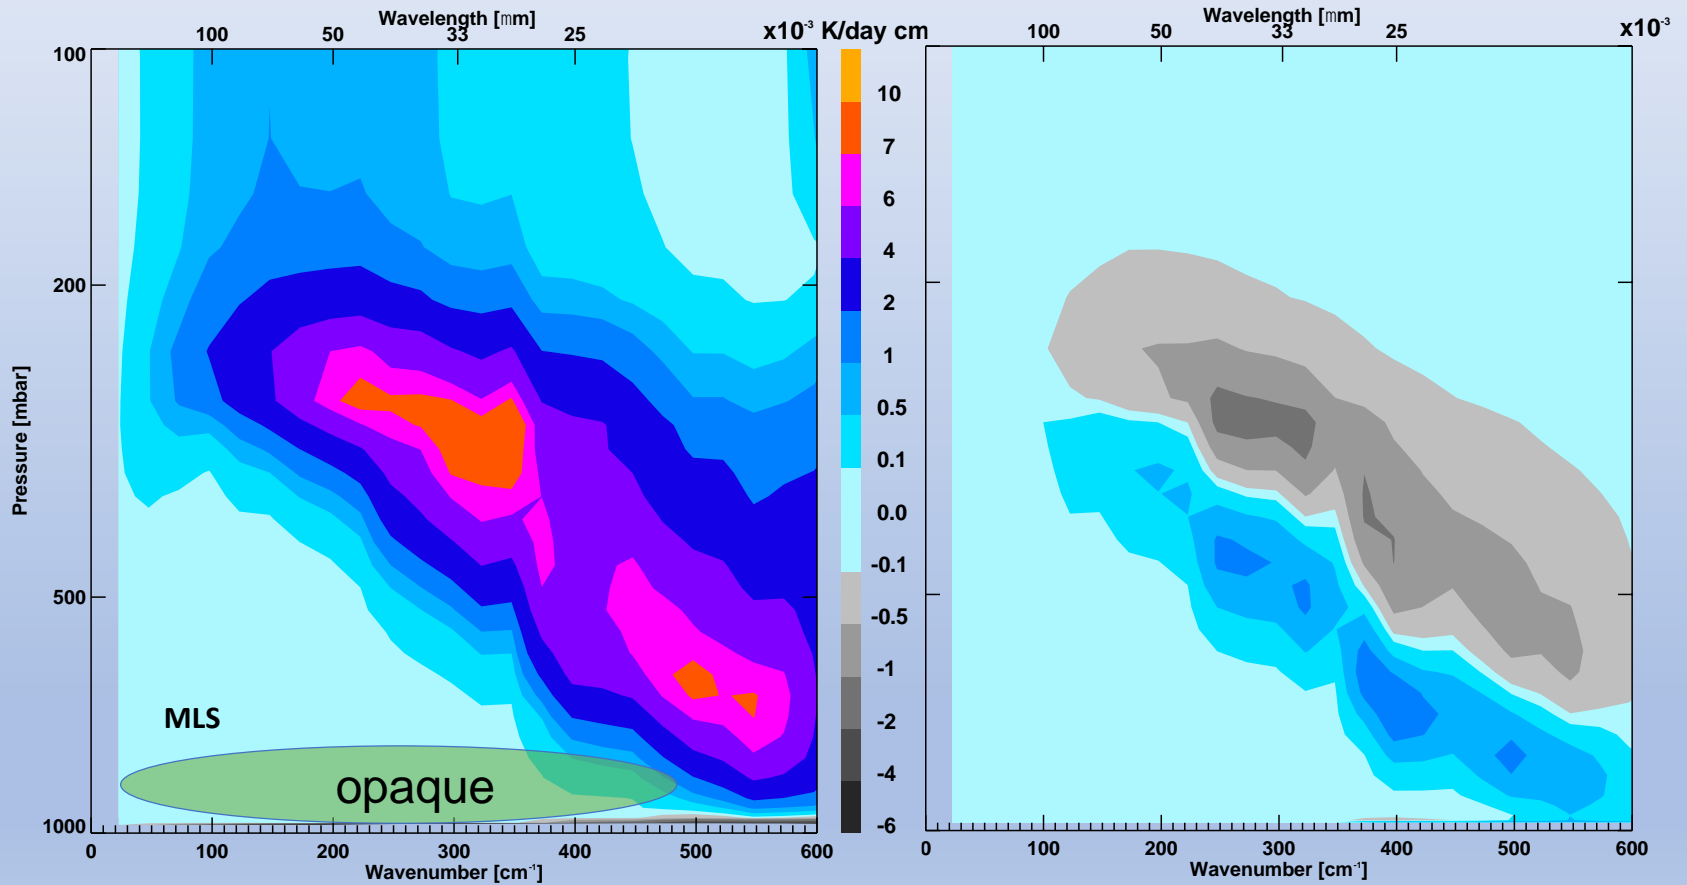 Wavelength [mm]
100 50 33 25 x10⁻³
K/day cm
100
200
500
1000
Pressure [mbar]
MLS
opaque
0 100 200 300 400 500 600
Wavenumber [cm⁻¹]
10
7
6
4
2
1
0.5
0.1
0.0
-0.1
-0.5
-1
-2
-4
-6
Wavelength [mm]
100 50 33 25 x10⁻³
0 100 200 300 400 500 600
Wavenumber [cm⁻¹]